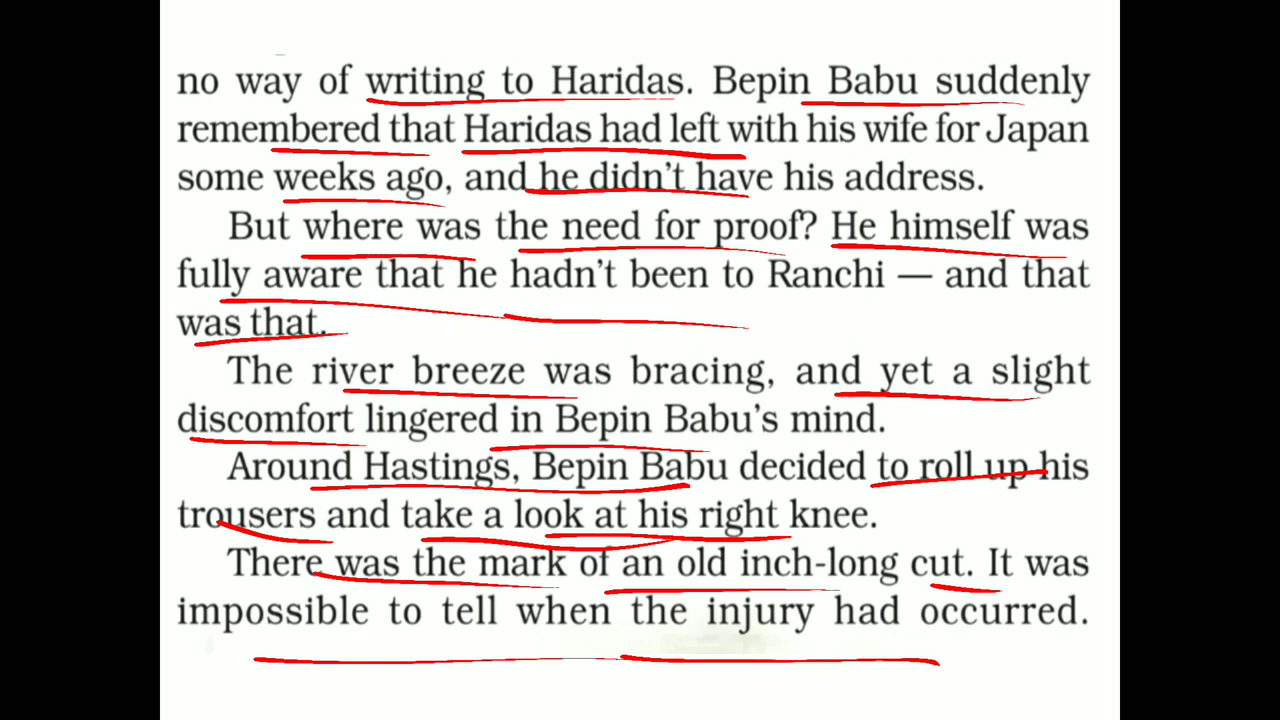 no way of writing to Haridas. Bepin Babu suddenly
remembered that Haridas had left with his wife for Japan
some weeks ago, and he didn't have his address.
But where was the need for proof? He himself was
fully aware that he hadn't been to Ranchi — and that
was that.
The river breeze was bracing, and yet a slight
discomfort lingered in Bepin Babu's mind.
Around Hastings, Bepin Babu decided to roll up his
trousers and take a look at his right knee.
There was the mark of an old inch-long cut. It was
impossible to tell when the injury had occurred.